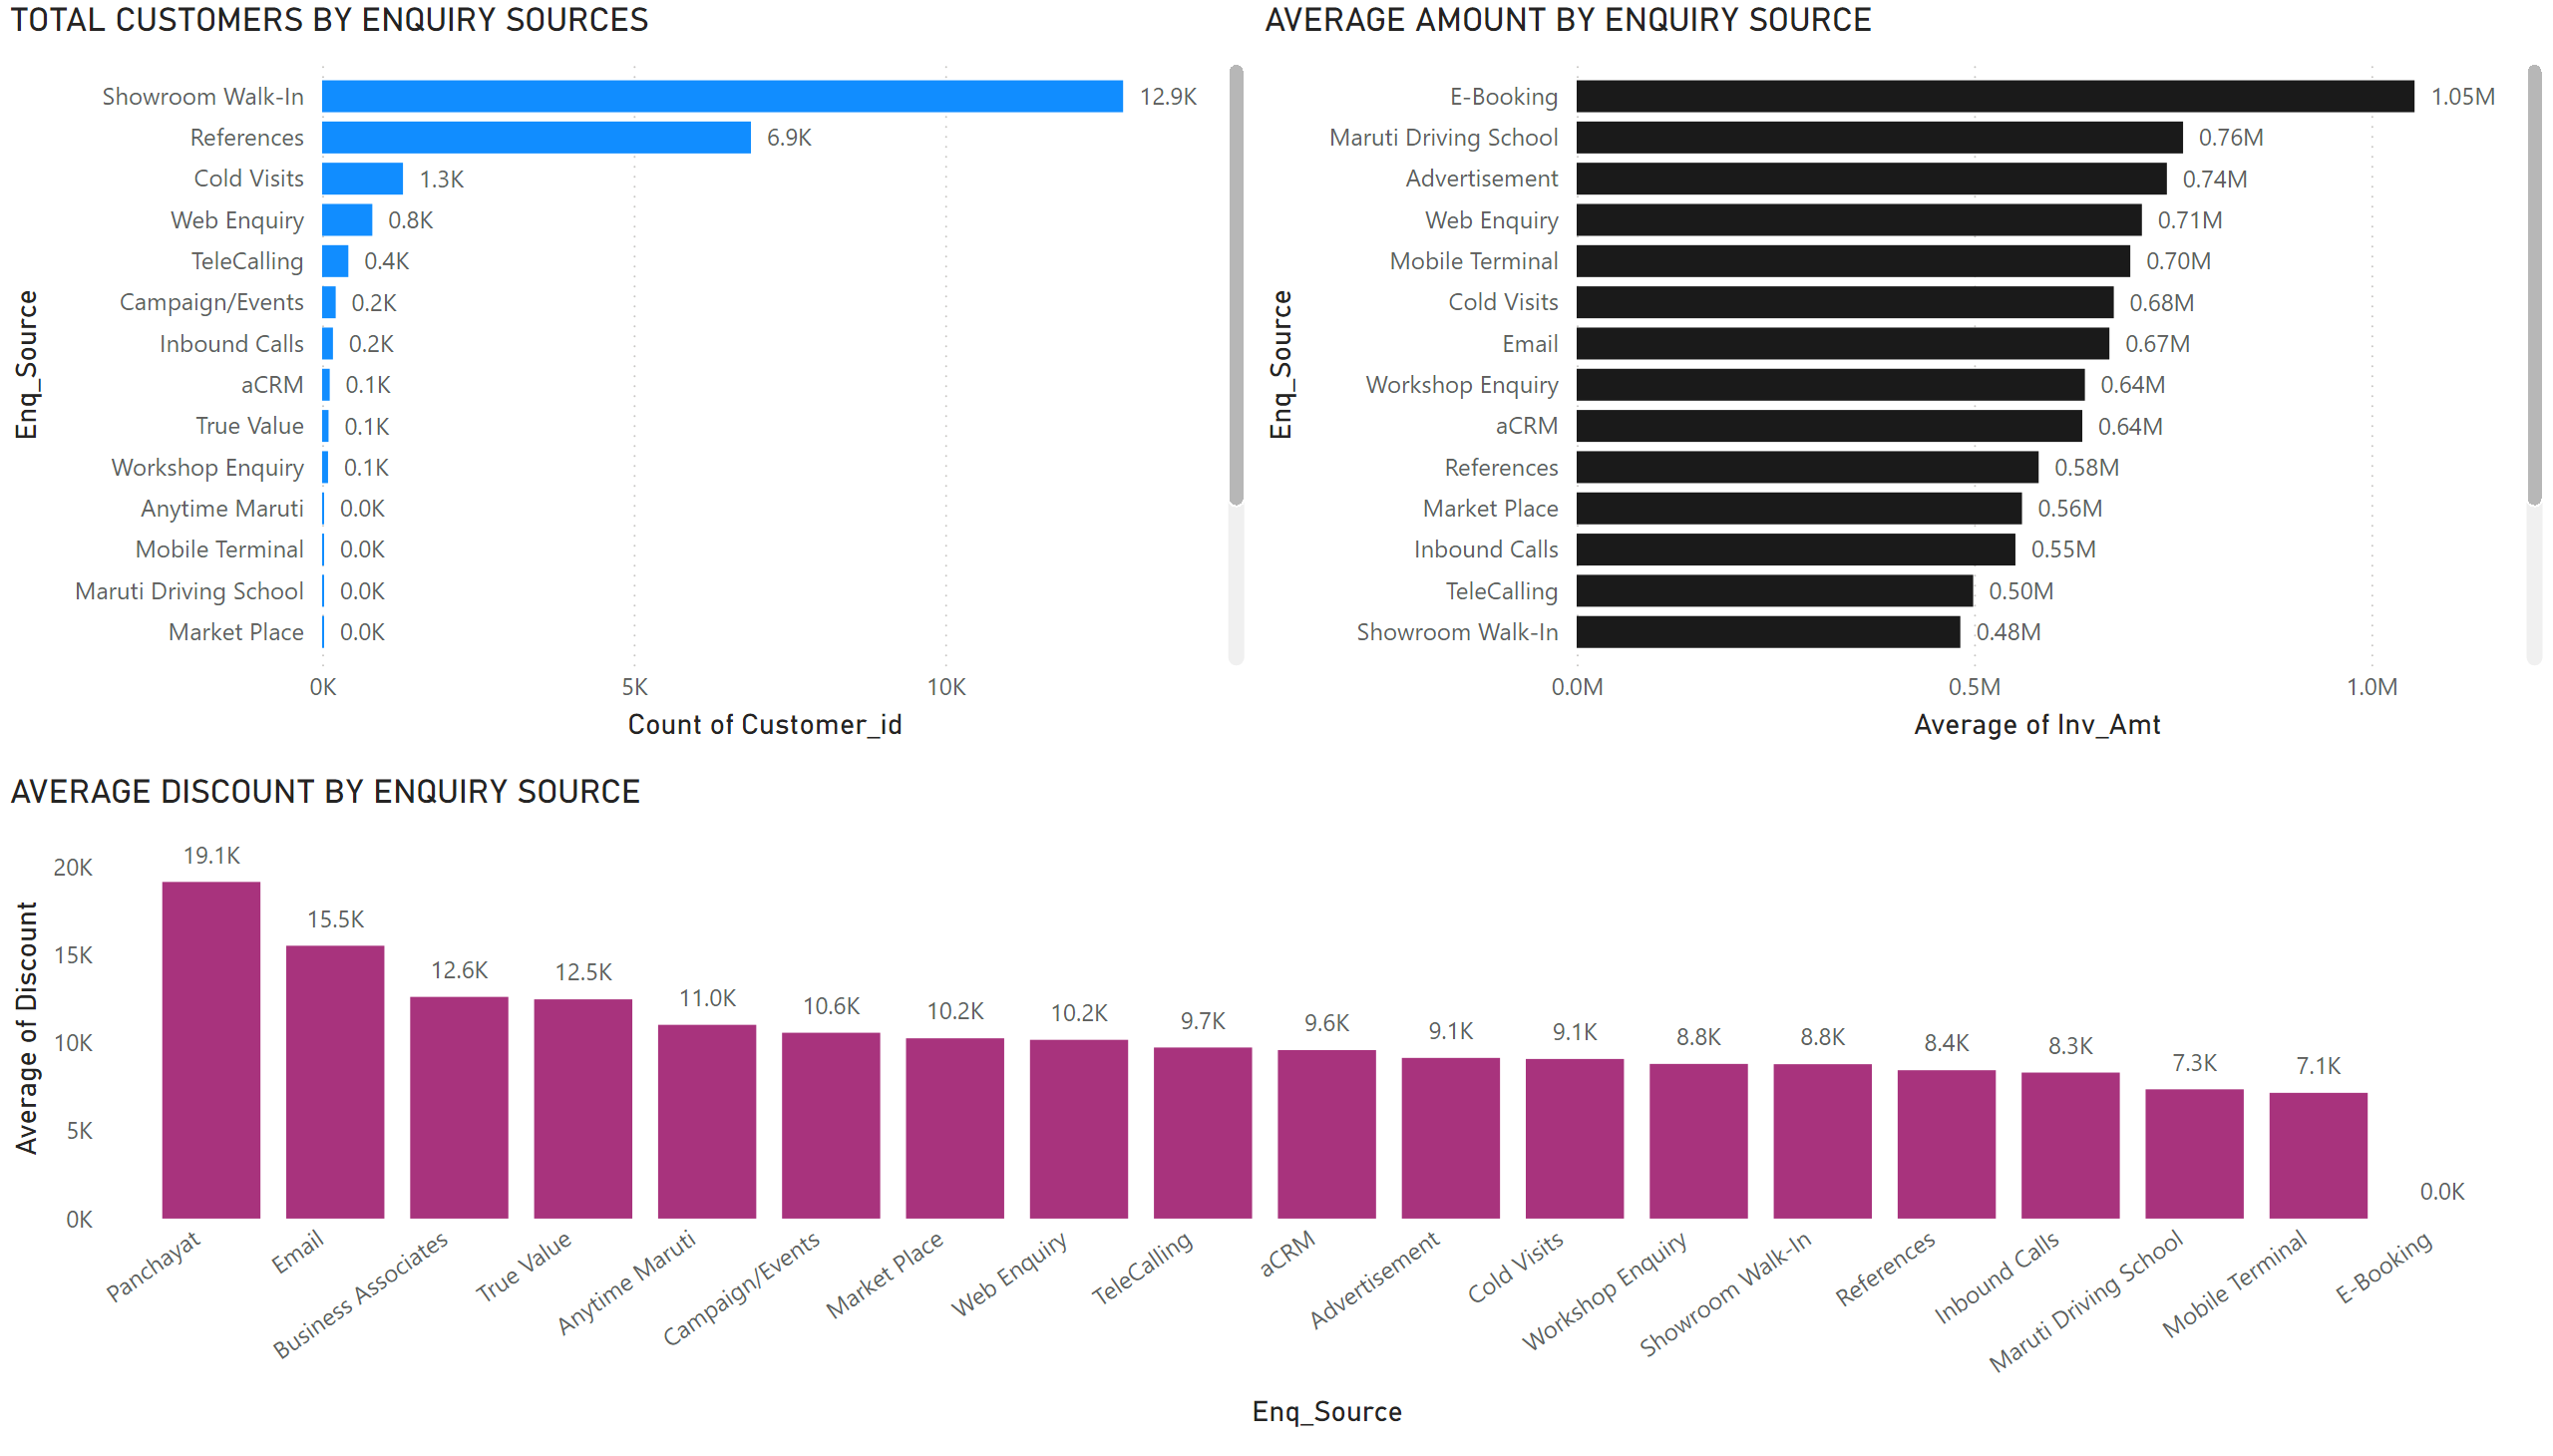 TOTAL CUSTOMERS BY ENQUIRY SOURCES
Enq_Source
Showroom Walk-In 12.9K
References 6.9K
Cold Visits 1.3K
Web Enquiry 0.8K
TeleCalling 0.4K
Campaign/Events 0.2K
Inbound Calls 0.2K
aCRM 0.1K
True Value 0.1K
Workshop Enquiry 0.1K
Anytime Maruti 0.0K
Mobile Terminal 0.0K
Maruti Driving School 0.0K
Market Place 0.0K
0K 5K 10K
Count of Customer_id
AVERAGE AMOUNT BY ENQUIRY SOURCE
Enq_Source
E-Booking 1.05M
Maruti Driving School 0.76M
Advertisement 0.74M
Web Enquiry 0.71M
Mobile Terminal 0.70M
Cold Visits 0.68M
Email 0.67M
Workshop Enquiry 0.64M
aCRM 0.64M
References 0.58M
Market Place 0.56M
Inbound Calls 0.55M
TeleCalling 0.50M
Showroom Walk-In 0.48M
0.0M 0.5M 1.0M
Average of Inv_Amt
AVERAGE DISCOUNT BY ENQUIRY SOURCE
Average of Discount
20K
15K
10K
5K
0K
19.1K 15.5K 12.6K 12.5K 11.0K 10.6K 10.2K 10.2K 9.7K 9.6K 9.1K 9.1K 8.8K 8.8K 8.4K 8.3K 7.3K 7.1K 0.0K
Panchayat
Email
Business Associates
True Value
Anytime Maruti
Campaign/Events
Market Place
Web Enquiry
TeleCalling
aCRM
Advertisement
Cold Visits
Workshop Enquiry
Showroom Walk-In
References
Inbound Calls
Maruti Driving School
Mobile Terminal
E-Booking
Enq_Source